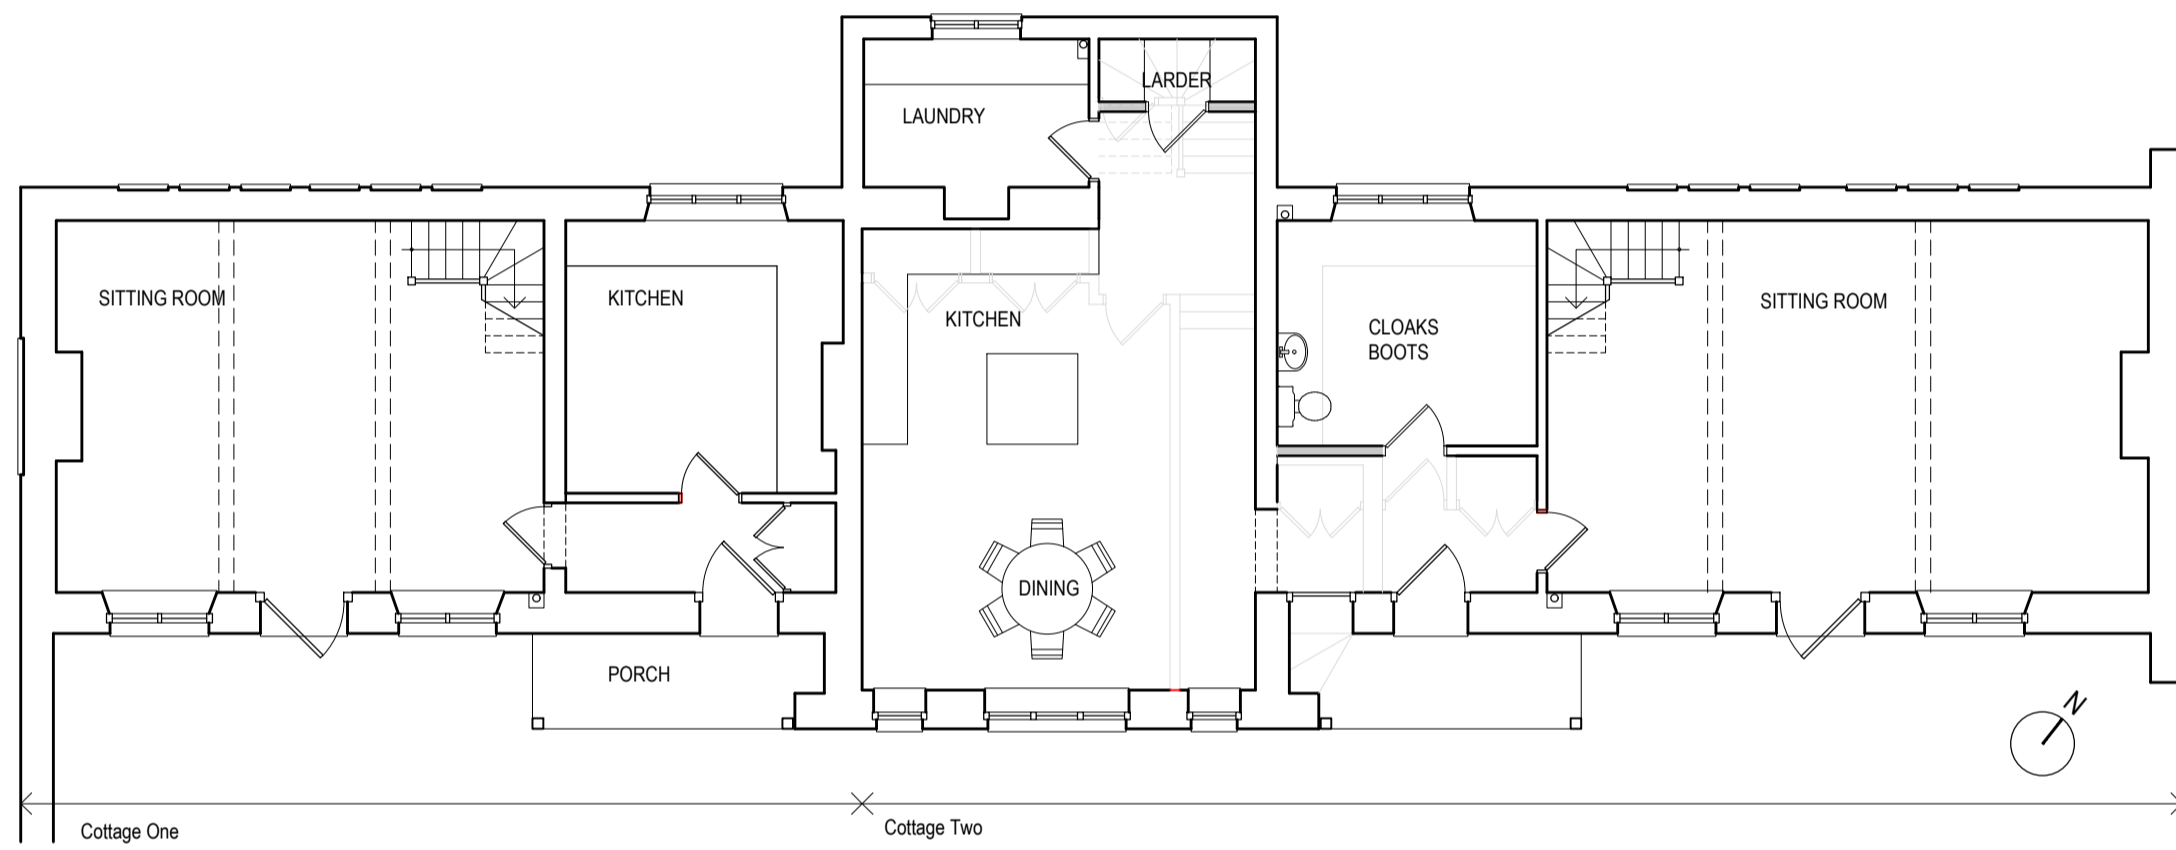 LARDER
LAUNDRY
SITTING ROOM
KITCHEN
KITCHEN
CLOAKS
BOOTS
SITTING ROOM
DINING
PORCH
N
Cottage One
Cottage Two